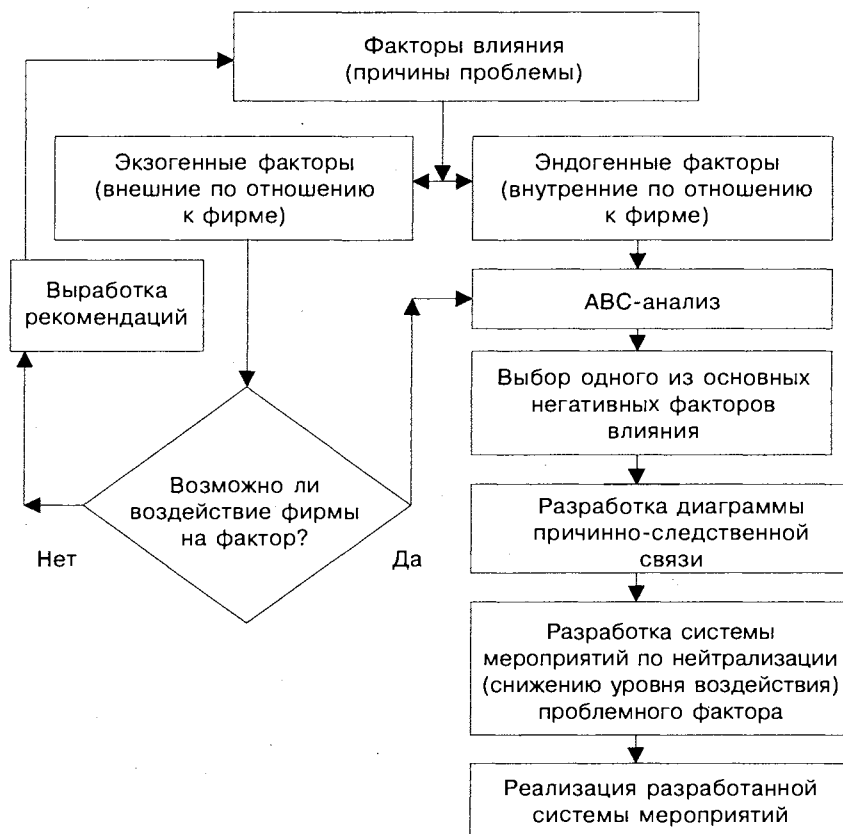 Факторы влияния
(причины проблемы)
Экзогенные факторы
(внешние по отношению
к фирме)
Эндогенные факторы
(внутренние по отношению
к фирме)
Выработка
рекомендаций
АВС-анализ
Выбор одного из основных
негативных факторов
влияния
Возможно ли
воздействие фирмы
на фактор?
Нет
Да
Разработка диаграммы
причинно-следственной
связи
Разработка системы
мероприятий по нейтрализации
(снижению уровня воздействия)
проблемного фактора
Реализация разработанной
системы мероприятий